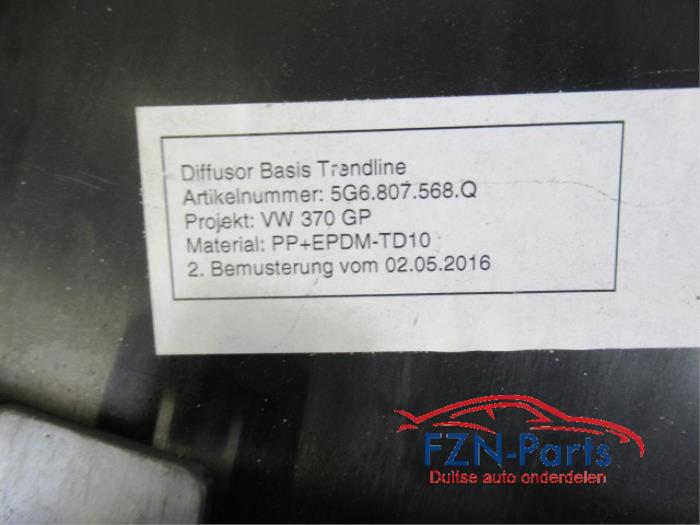 Diffusor Basis Trendline
Artikelnummer: 5G6.807.568.Q
Projekt: VW 370 GP
Material: PP+EPDM-TD10
2. Bemusterung vom 02.05.2016
FZN-Parts
Duitse auto onderdelen